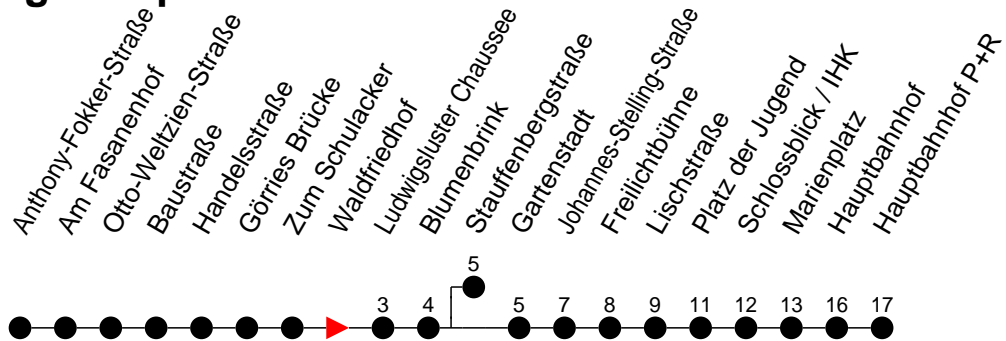 Anthony-Fokker-Straße
Am Fasanenhof
Otto-Weltzien-Straße
Baustraße
Handelsstraße
Görries Brücke
Zum Schulacker
Waldfriedhof
Ludwigsluster Chaussee
Blumenbrink
Stauffenbergstraße
Gartenstadt
Johannes-Stelling-Straße
Freilichtbühne
Lischstraße
Platz der Jugend
Schlossblick / IHK
Marienplatz
Hauptbahnhof
Hauptbahnhof P+R
5
3 4 5 7 8 9 11 12 13 16 17